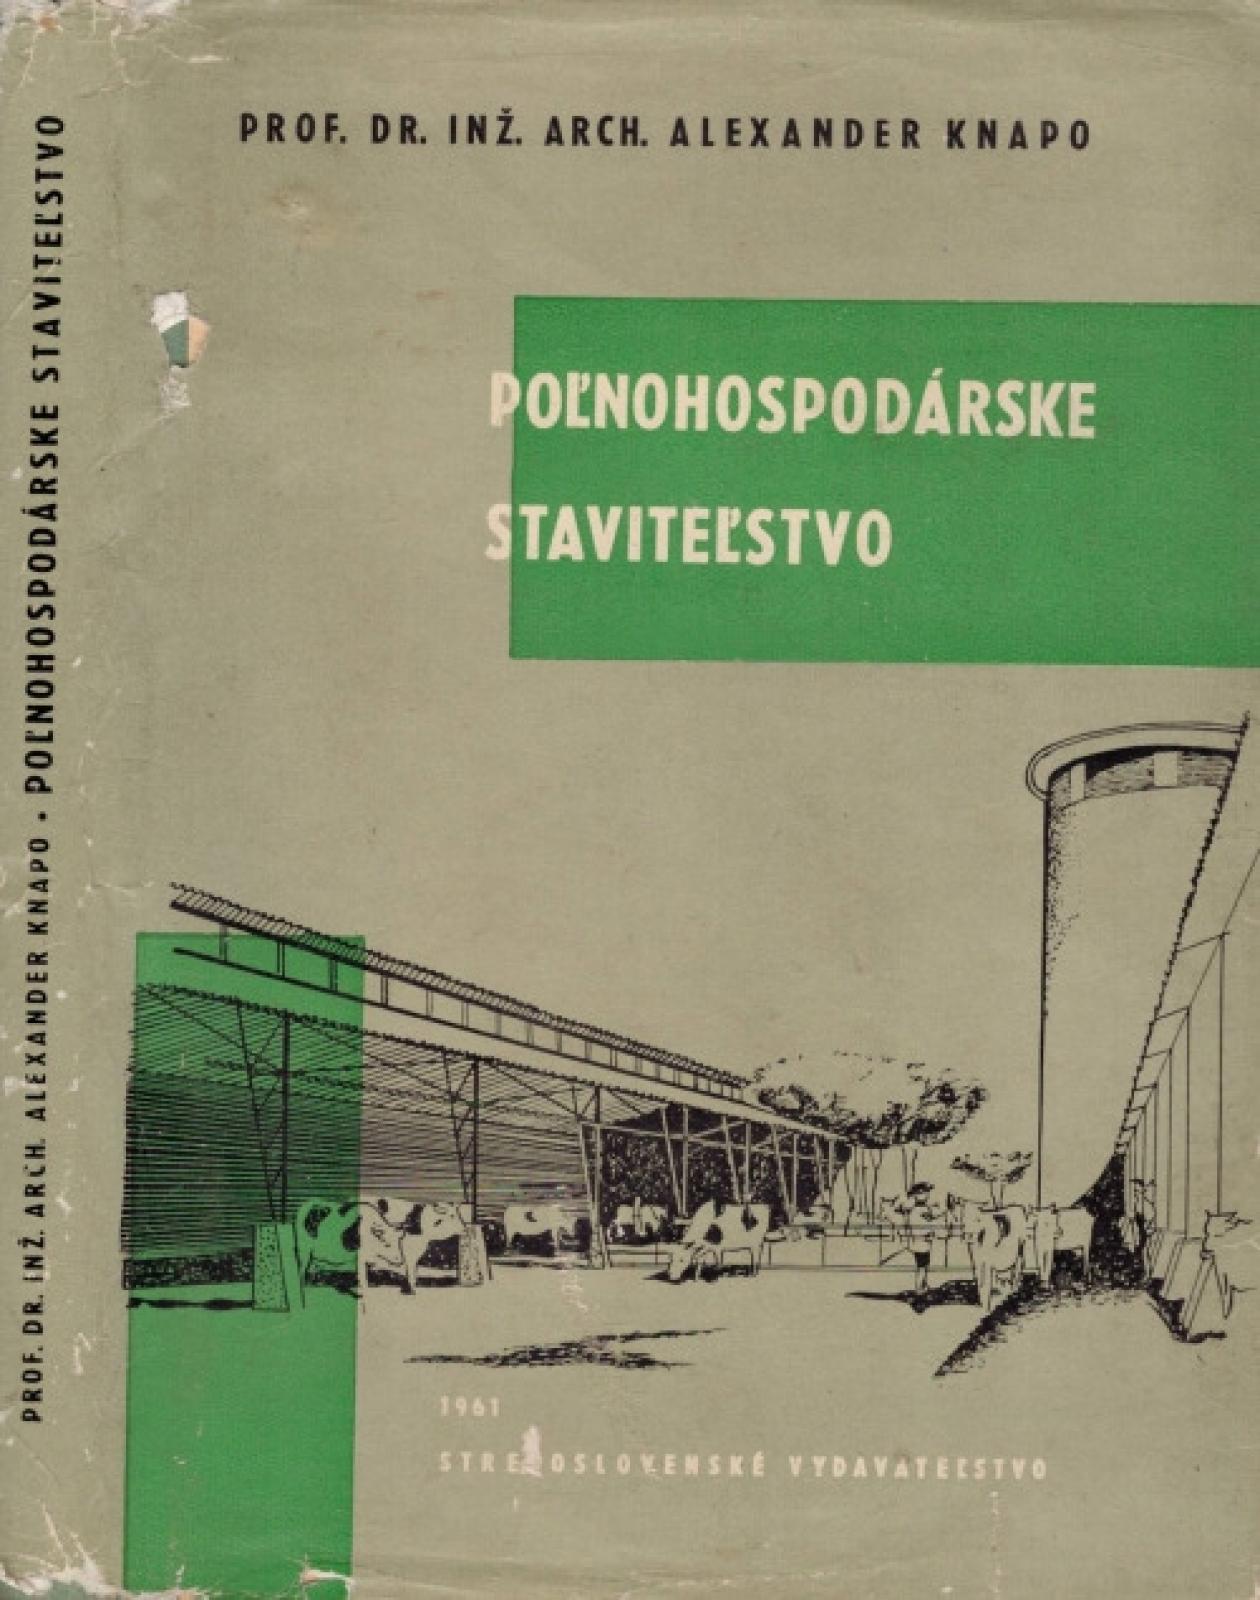 PROF. DR. INŽ. ARCH. ALEXANDER KNAPO
POĽNOHOSPODÁRSKE
STAVITEĽSTVO
1961
STREDOSLOVENSKÉ VYDAVATEĽSTVO
PROF. DR. INŽ. ARCH. ALEXANDER KNAPO • POĽNOHOSPODÁRSKE STAVITEĽSTVO